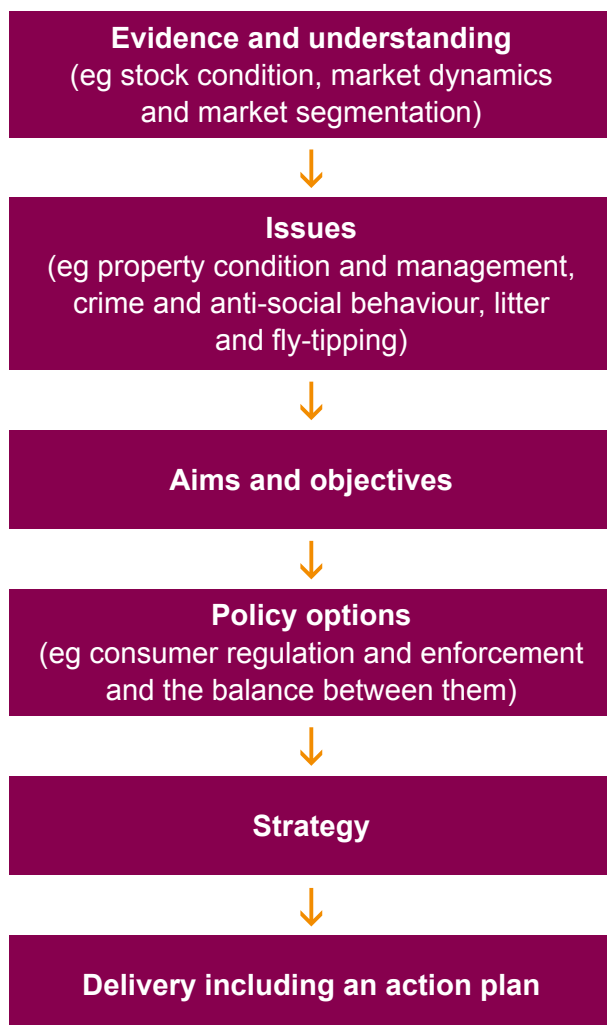 Evidence and understanding
(eg stock condition, market dynamics
and market segmentation)
Issues
(eg property condition and management,
crime and anti-social behaviour, litter
and fly-tipping)
Aims and objectives
Policy options
(eg consumer regulation and enforcement
and the balance between them)
Strategy
Delivery including an action plan